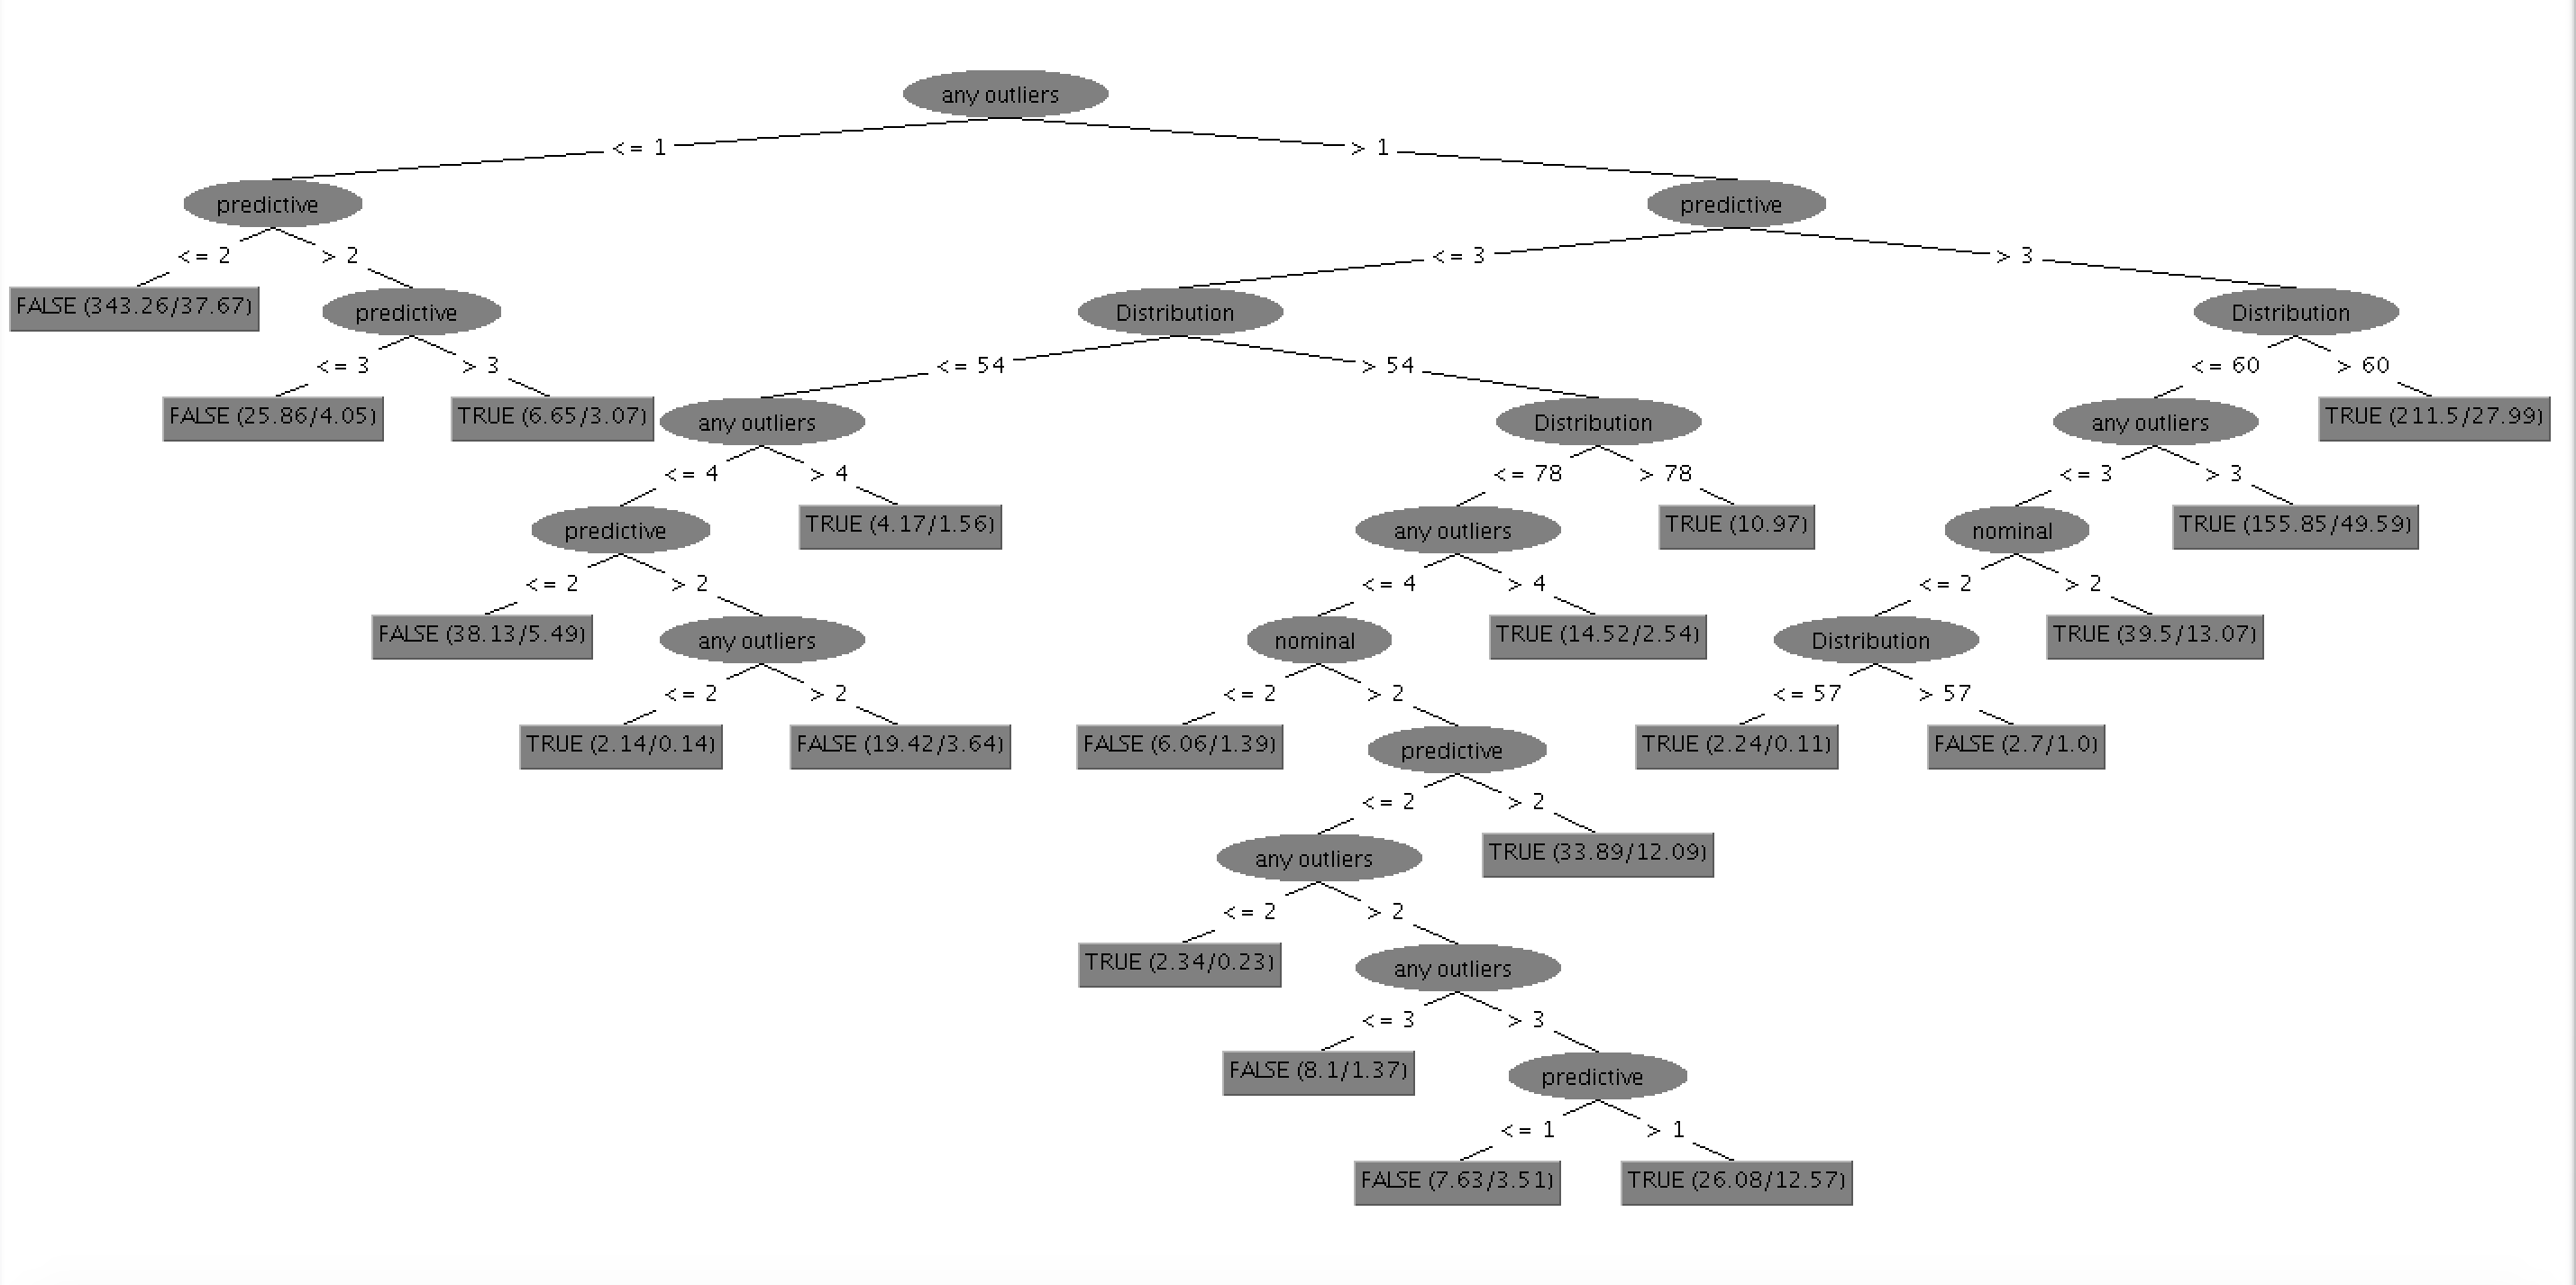 any outliers
<= 1
> 1
predictive
predictive
<= 2
> 2
<= 3
> 3
FALSE (343.26/37.67)
predictive
Distribution
Distribution
<= 3
> 3
<= 54
> 54
<= 60
> 60
FALSE (25.86/4.05)
TRUE (6.65/3.07)
any outliers
Distribution
any outliers
TRUE (211.5/27.99)
<= 4
> 4
<= 78
> 78
<= 3
> 3
predictive
TRUE (4.17/1.56)
any outliers
TRUE (10.97)
nominal
TRUE (155.85/49.59)
<= 2
> 2
<= 4
> 4
<= 2
> 2
FALSE (38.13/5.49)
any outliers
nominal
TRUE (14.52/2.54)
Distribution
TRUE (39.5/13.07)
<= 2
> 2
<= 2
> 2
<= 57
> 57
TRUE (2.14/0.14)
FALSE (19.42/3.64)
FALSE (6.06/1.39)
predictive
TRUE (2.24/0.11)
FALSE (2.7/1.0)
<= 2
> 2
any outliers
TRUE (33.89/12.09)
<= 2
> 2
TRUE (2.34/0.23)
any outliers
<= 3
> 3
FALSE (8.1/1.37)
predictive
<= 1
> 1
FALSE (7.63/3.51)
TRUE (26.08/12.57)